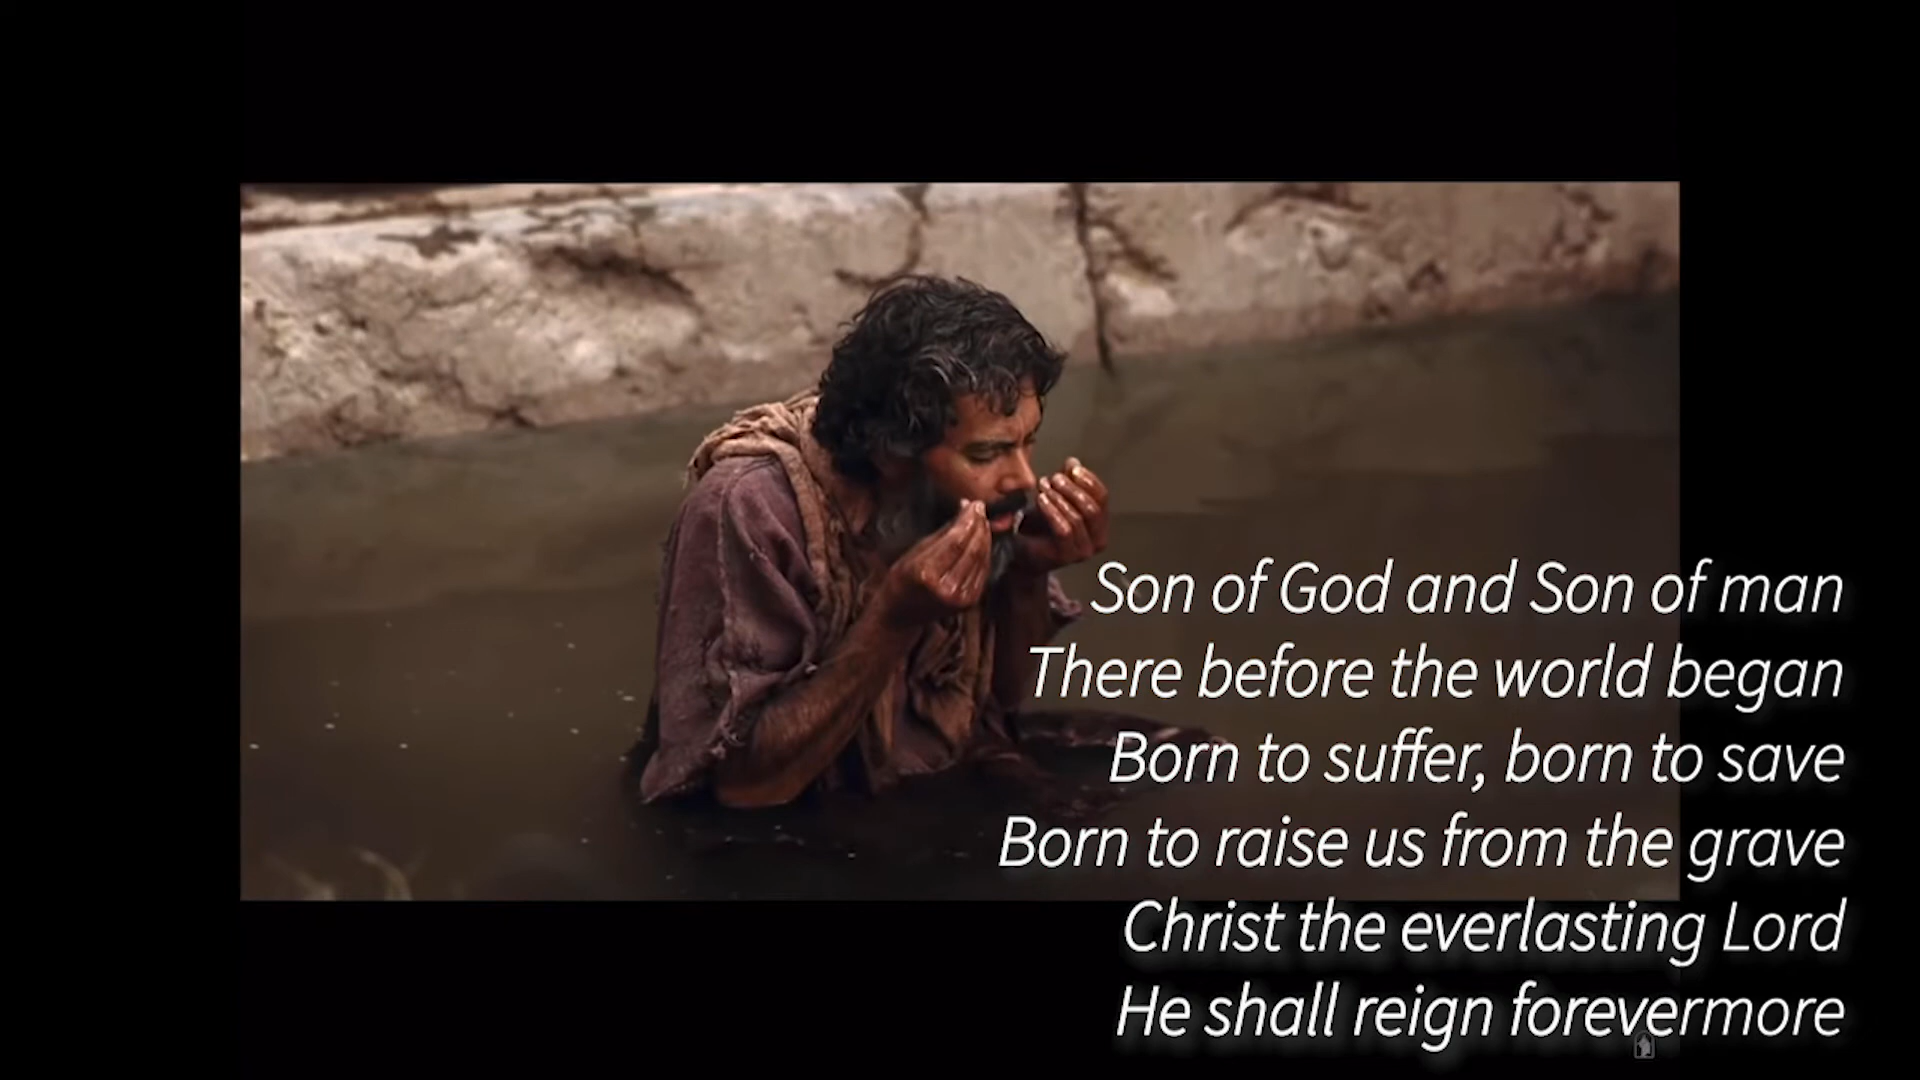 Son of God and Son of man
There before the world began
Born to suffer, born to save
Born to raise us from the grave
Christ the everlasting Lord
He shall reign forevermore